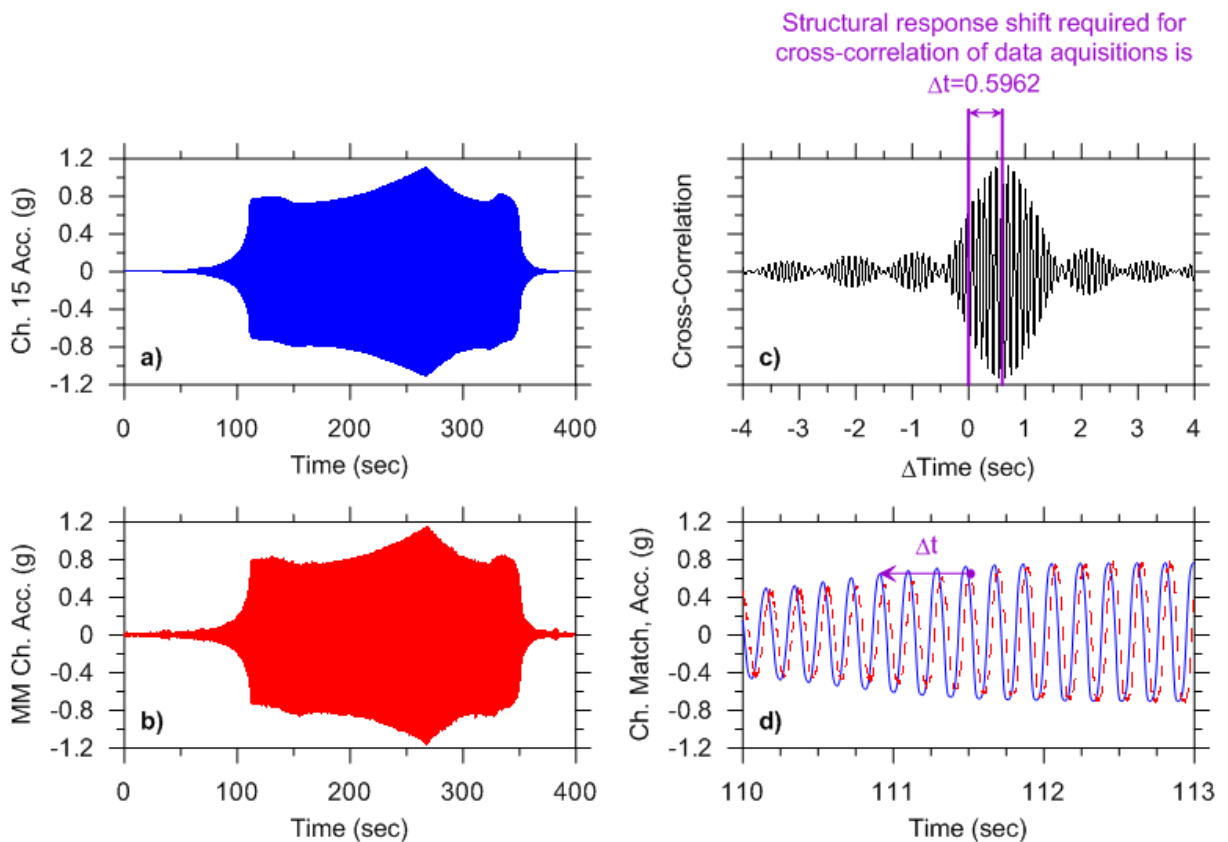 Structural response shift required for
cross-correlation of data aquisitions is
Δt=0.5962
1.2
0.8
0.4
0
-0.4
-0.8
-1.2
Ch. 15 Acc. (g)
a)
0 100 200 300 400
Time (sec)
Cross-Correlation
c)
-4 -3 -2 -1 0 1 2 3 4
ΔTime (sec)
1.2
0.8
0.4
0
-0.4
-0.8
-1.2
MM Ch. Acc. (g)
b)
0 100 200 300 400
Time (sec)
1.2
0.8
0.4
0
-0.4
-0.8
-1.2
Ch. Match, Acc. (g)
Δt
d)
110 111 112 113
Time (sec)